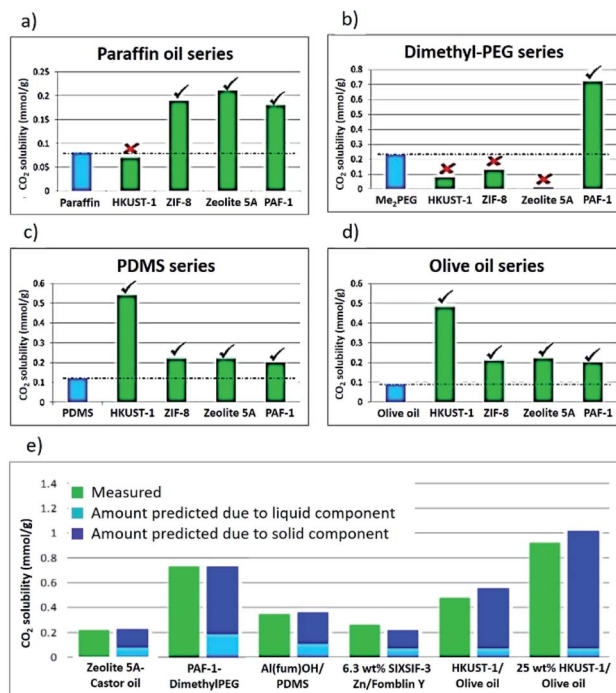 a)
Paraffin oil series
CO₂ solubility (mmol/g)
0.25
0.2
0.15
0.1
0.05
0
Paraffin HKUST-1 ZIF-8 Zeolite 5A PAF-1
b)
Dimethyl-PEG series
CO₂ solubility (mmol/g)
0.8
0.7
0.6
0.5
0.4
0.3
0.2
0.1
0
Me₂PEG HKUST-1 ZIF-8 Zeolite 5A PAF-1
c)
PDMS series
CO₂ solubility (mmol/g)
0.6
0.5
0.4
0.3
0.2
0.1
0
PDMS HKUST-1 ZIF-8 Zeolite 5A PAF-1
d)
Olive oil series
CO₂ solubility (mmol/g)
0.6
0.5
0.4
0.3
0.2
0.1
0
Olive oil HKUST-1 ZIF-8 Zeolite 5A PAF-1
e)
CO₂ solubility (mmol/g)
1.4
1.2
1
0.8
0.6
0.4
0.2
0
Measured
Amount predicted due to liquid component
Amount predicted due to solid component
Zeolite 5A- PAF-1- Al(fum)OH/ 6.3 wt% SIXSIF-3 HKUST-1/ 25 wt% HKUST-1/
Castor oil DimethylPEG PDMS Zn/Fomblin Y Olive oil Olive oil